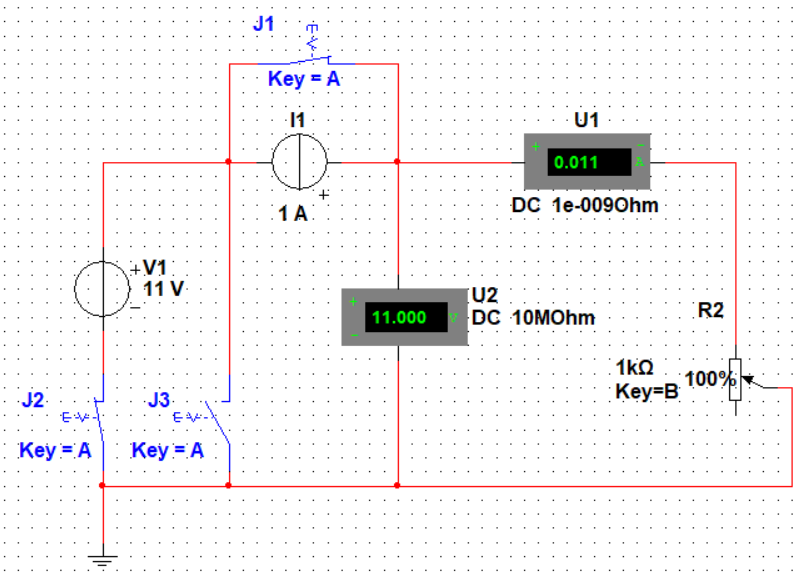 J1
Key = A
I1
1 A
U1
+ -
0.011 A
DC 1e-009Ohm
+
V1
11 V
-
+
11.000 V
-
U2
DC 10MOhm
R2
1kΩ
Key=B
100%
J2
Key = A
J3
Key = A